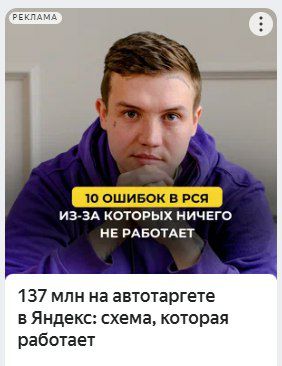 РЕКЛАМА
10 ОШИБОК В РСЯ
ИЗ-ЗА КОТОРЫХ НИЧЕГО
НЕ РАБОТАЕТ
137 млн на автотаргете
в Яндекс: схема, которая
работает